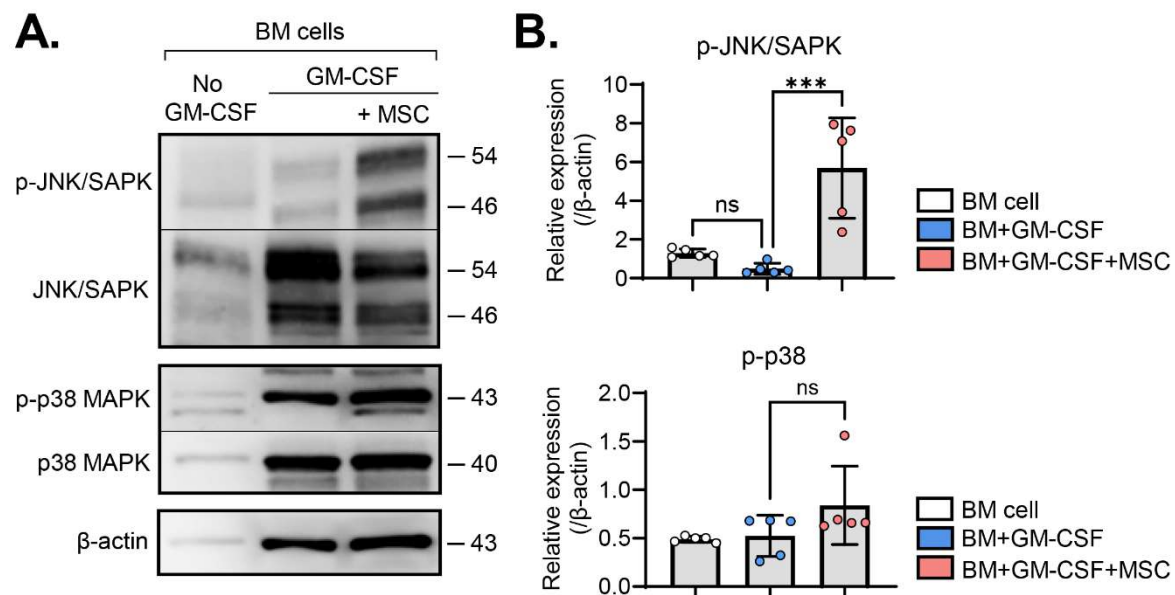 A.
BM cells
No
GM-CSF
GM-CSF
+ MSC
p-JNK/SAPK
54
46
JNK/SAPK
54
46
p-p38 MAPK
43
p38 MAPK
40
β-actin
43
B.
p-JNK/SAPK
Relative expression
(/β-actin)
10
8
6
4
2
0
ns
***
BM cell
BM+GM-CSF
BM+GM-CSF+MSC
p-p38
Relative expression
(/β-actin)
2.0
1.5
1.0
0.5
0.0
ns
BM cell
BM+GM-CSF
BM+GM-CSF+MSC